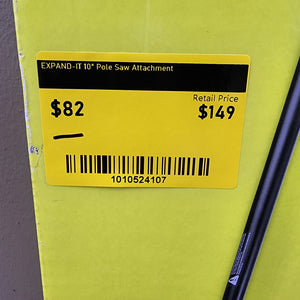 EXPAND-IT 10" Pole Saw Attachment
Retail Price
$82
$149
1010524107